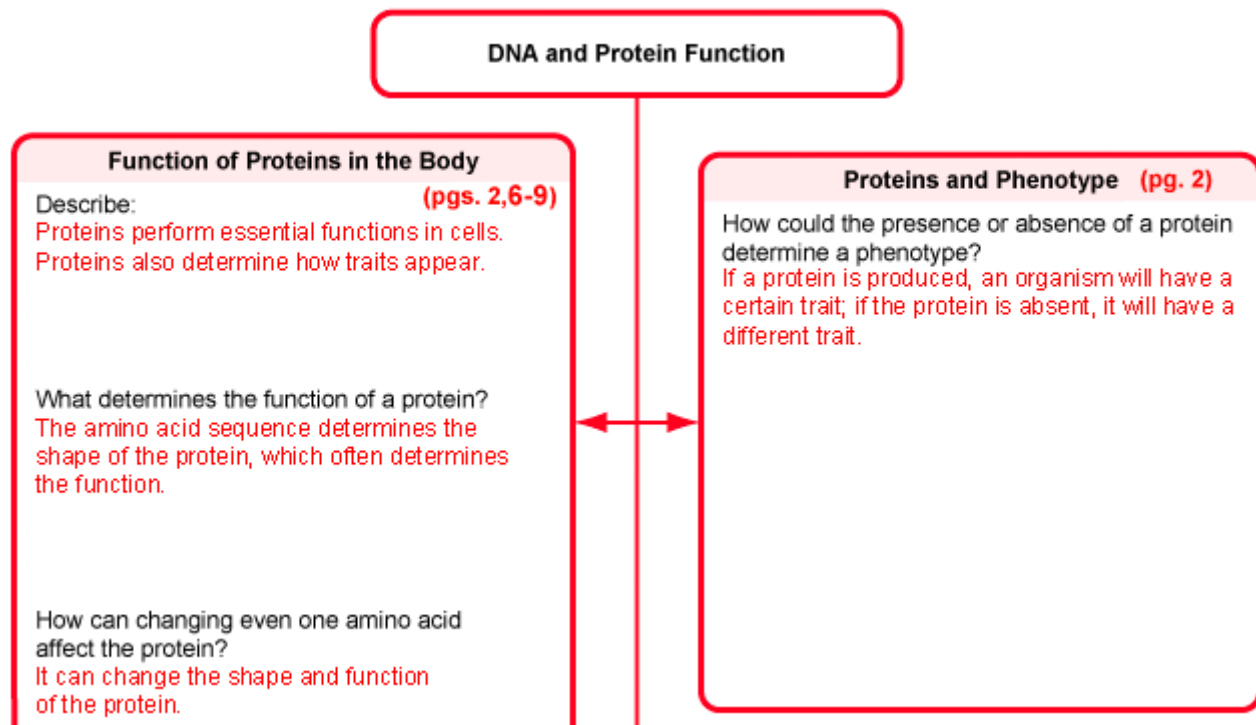 DNA and Protein Function
Function of Proteins in the Body
Describe:
(pgs. 2,6-9)
Proteins perform essential functions in cells.
Proteins also determine how traits appear.
What determines the function of a protein?
The amino acid sequence determines the
shape of the protein, which often determines
the function.
How can changing even one amino acid
affect the protein?
It can change the shape and function
of the protein.
Proteins and Phenotype (pg. 2)
How could the presence or absence of a protein
determine a phenotype?
If a protein is produced, an organism will have a
certain trait; if the protein is absent, it will have a
different trait.